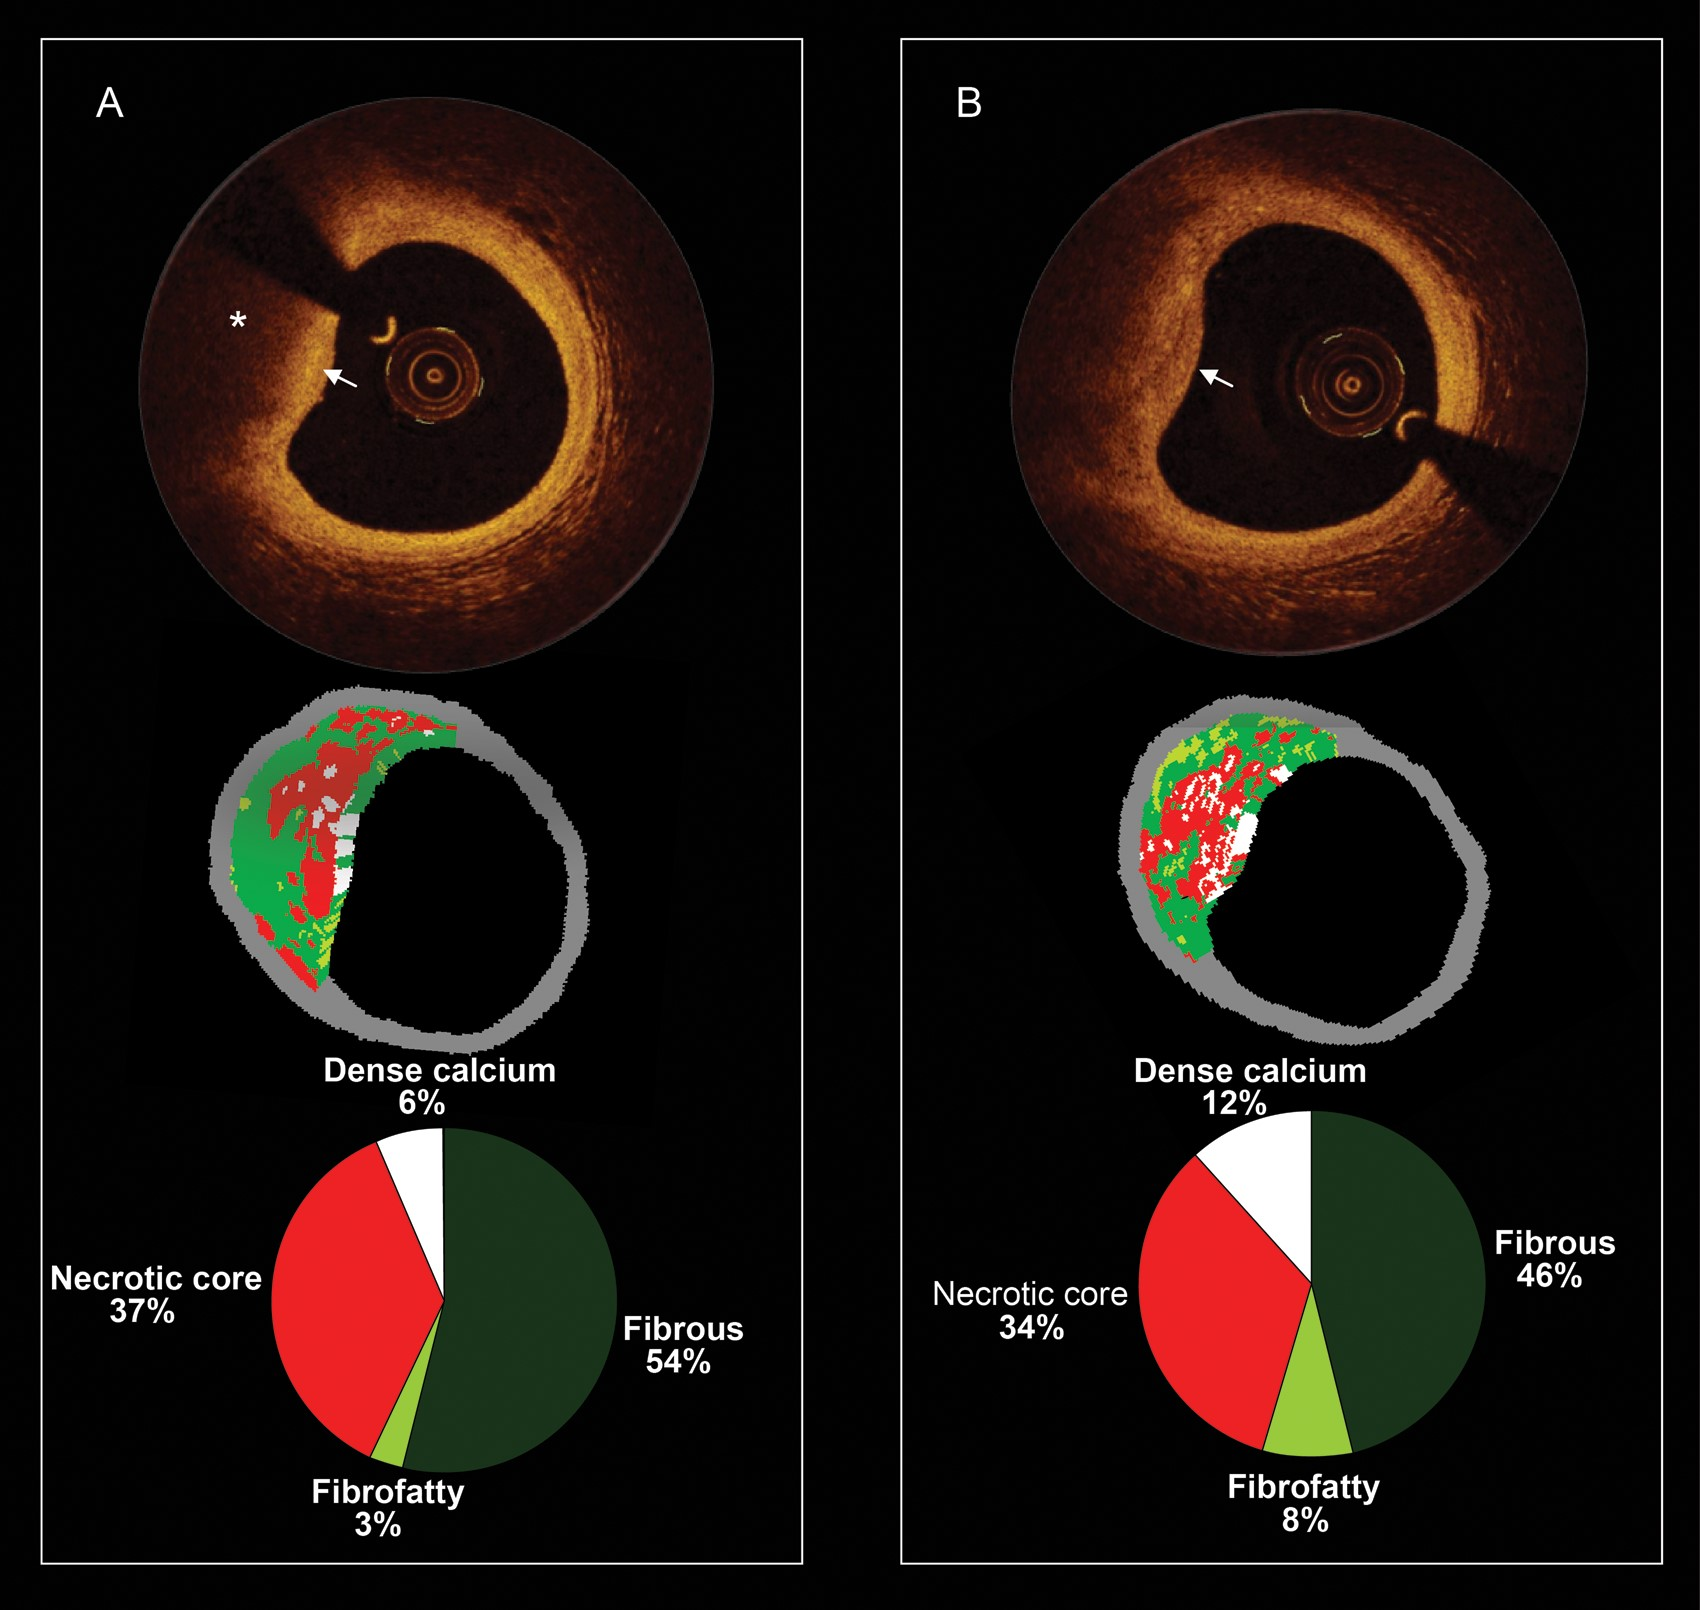 A
*
Dense calcium
6%
Necrotic core
37%
Fibrous
54%
Fibrofatty
3%
B
Dense calcium
12%
Fibrous
46%
Necrotic core
34%
Fibrofatty
8%